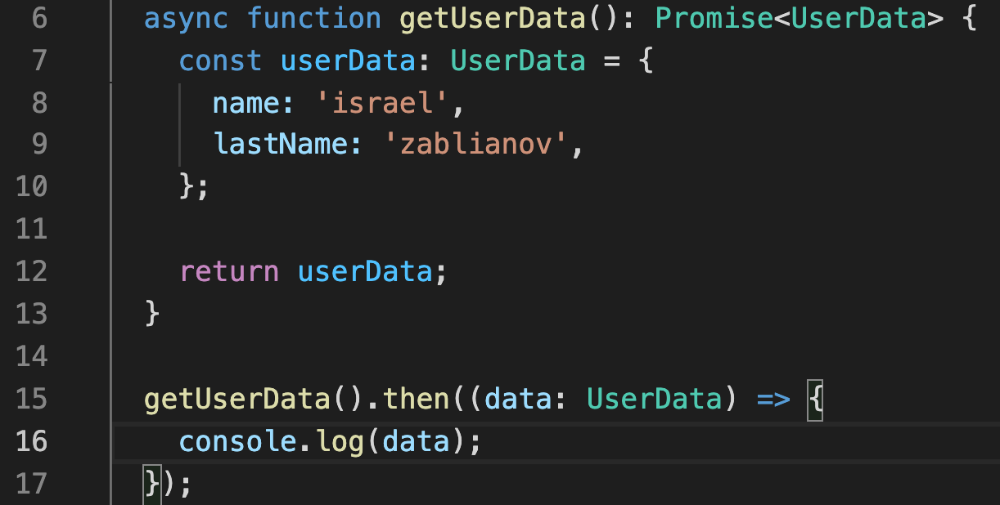 6 async function getUserData(): Promise<UserData> {
7 const userData: UserData = {
8 name: 'israel',
9 lastName: 'zablianov',
10 };
11
12 return userData;
13 }
14
15 getUserData().then((data: UserData) => {
16 console.log(data);
17 });